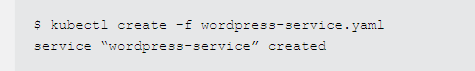 $ kubectl create -f wordpress-service.yaml
service “wordpress-service” created